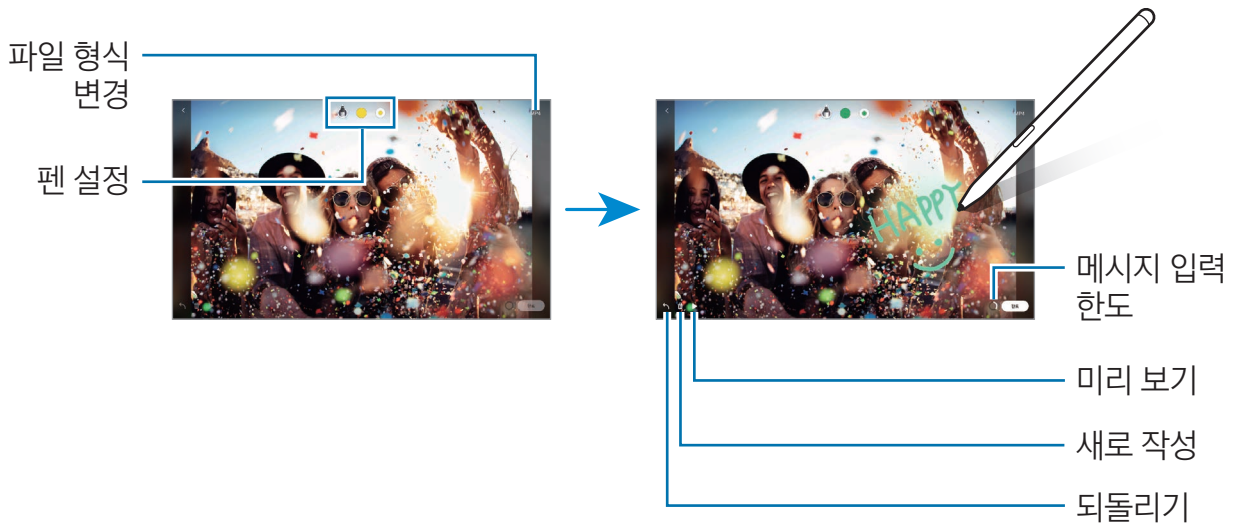 파일 형식
변경
펜 설정
HAPPY
메시지 입력
한도
미리 보기
새로 작성
되돌리기